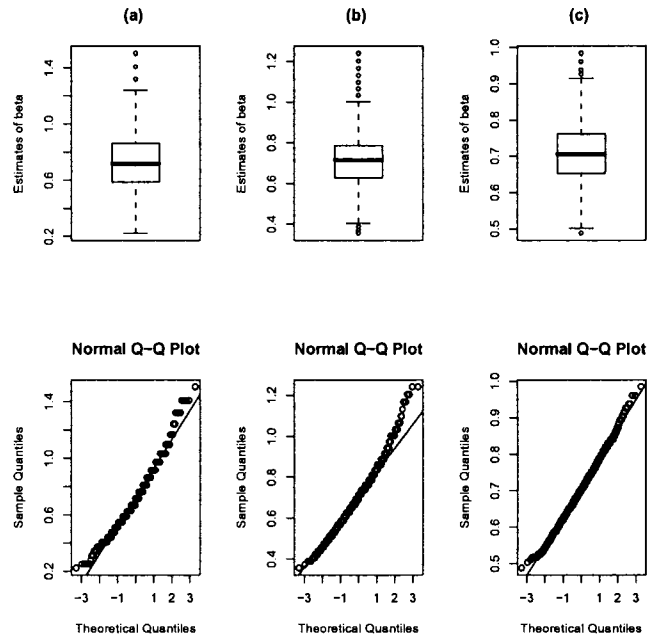 (a) (b) (c)
Estimates of beta
0.2 0.6 1.0 1.4
Estimates of beta
0.4 0.6 0.8 1.0 1.2
Estimates of beta
0.5 0.6 0.7 0.8 0.9 1.0
Normal Q-Q Plot
Sample Quantiles
0.2 0.6 1.0 1.4
-3 -1 1 2 3
Theoretical Quantiles
Normal Q-Q Plot
Sample Quantiles
0.4 0.6 0.8 1.0 1.2
-3 -1 1 2 3
Theoretical Quantiles
Normal Q-Q Plot
Sample Quantiles
0.5 0.6 0.7 0.8 0.9 1.0
-3 -1 1 2 3
Theoretical Quantiles